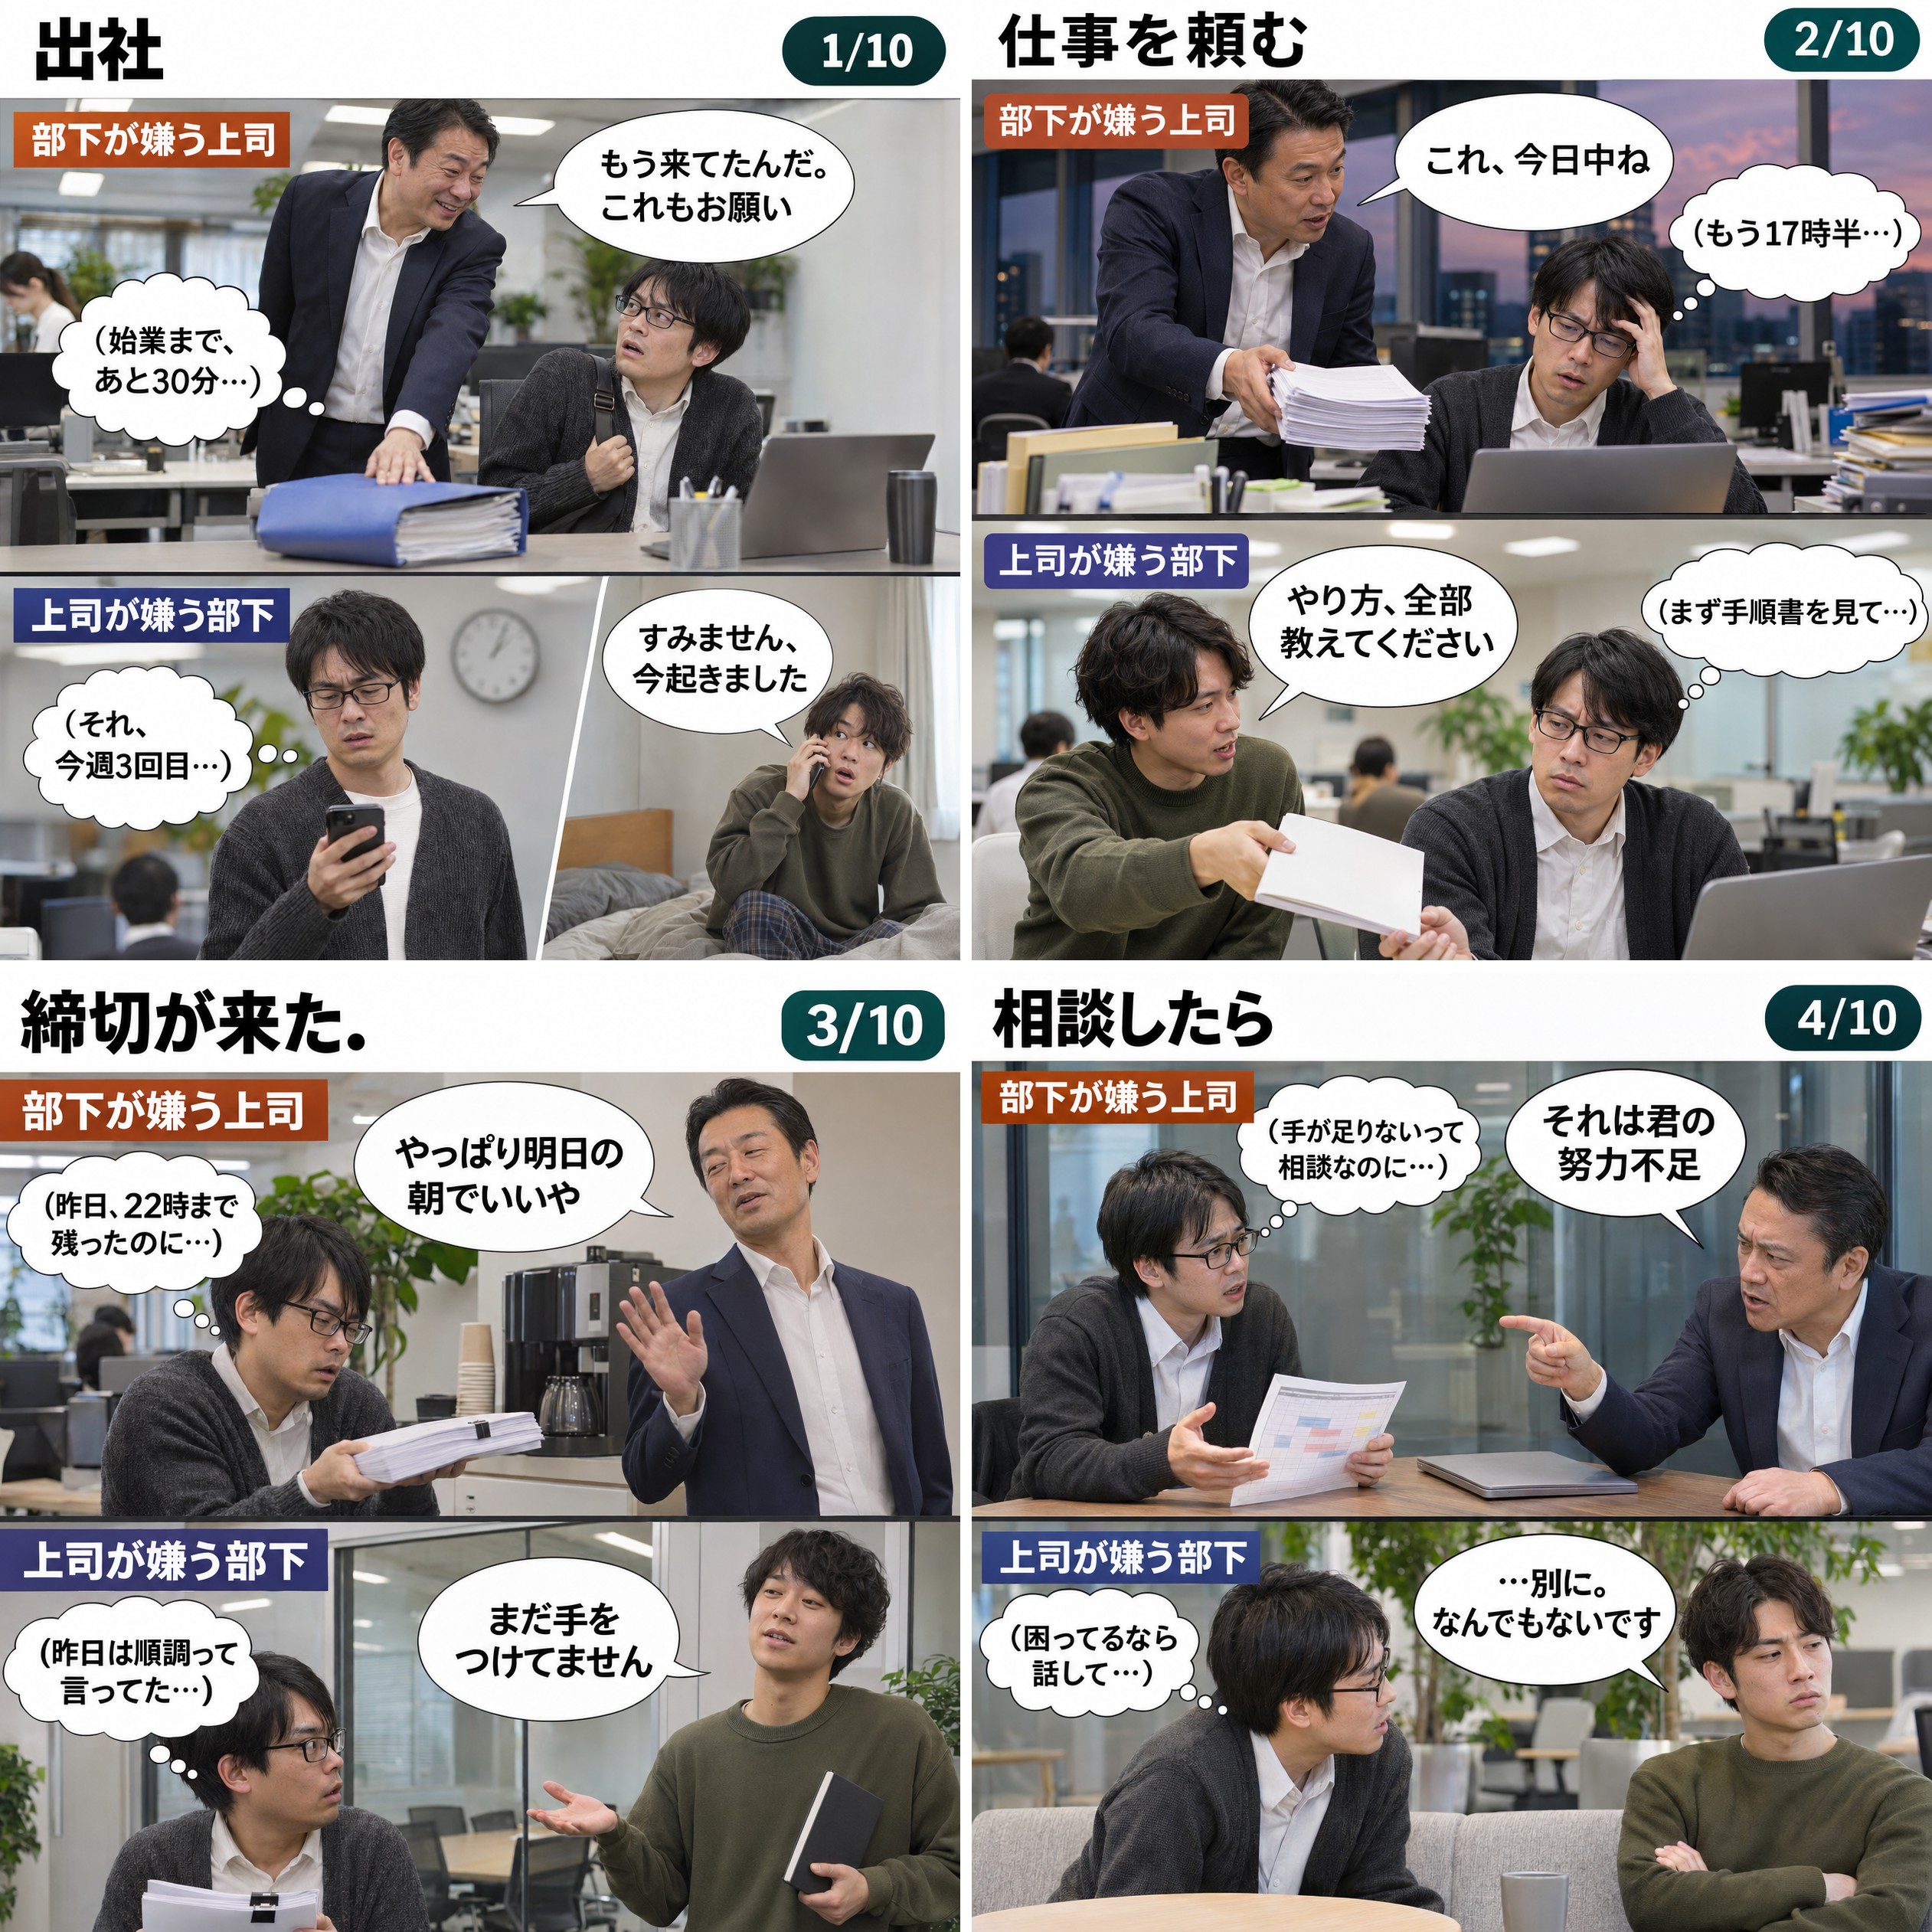 出社
1/10
部下が嫌う上司
もう来てたんだ。
これもお願い
(始業まで、
あと30分…)
上司が嫌う部下
(それ、
今週3回目…)
すみません、
今起きました
仕事を頼む
2/10
部下が嫌う上司
これ、今日中ね
(もう17時半…)
上司が嫌う部下
やり方、全部
教えてください
(まず手順書を見て…)
締切が来た.
3/10
部下が嫌う上司
やっぱり明日の
朝でいいや
(昨日、22時まで
残ったのに…)
上司が嫌う部下
(昨日は順調って
言ってた…)
まだ手を
つけてません
相談したら
4/10
部下が嫌う上司
(手が足りないって
相談なのに…)
それは君の
努力不足
上司が嫌う部下
(困ってるなら
話して…)
…別に。
なんでもないです